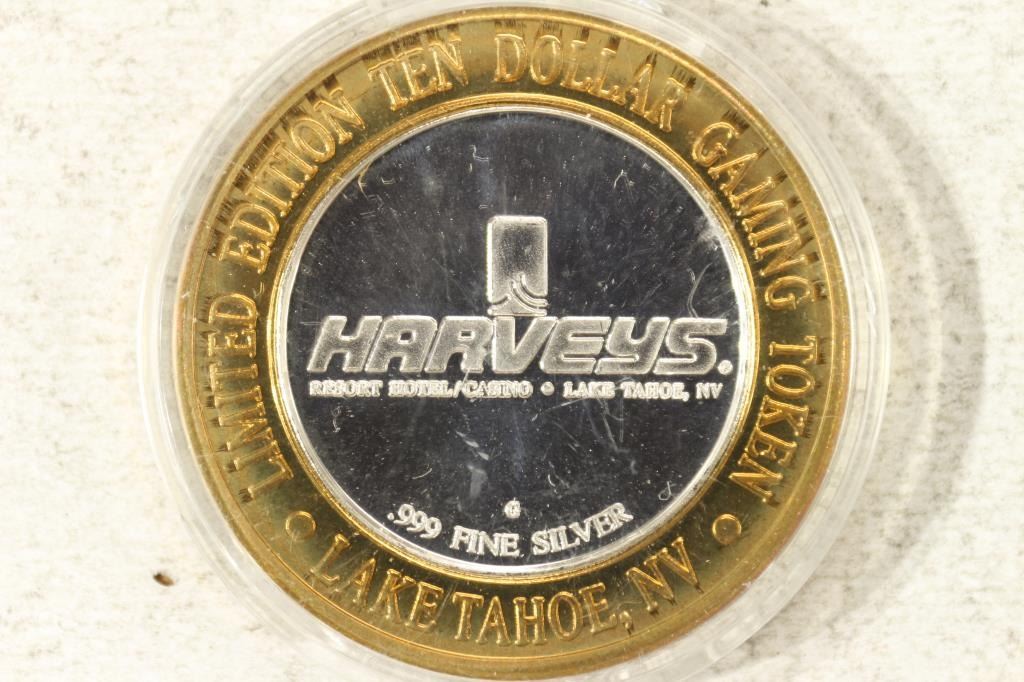 LIMITED EDITION TEN DOLLAR GAMING TOKEN
HARVEYS®
RESORT HOTEL/CASINO • LAKE TAHOE, NV
G
.999 FINE SILVER
• LAKE TAHOE, NV •